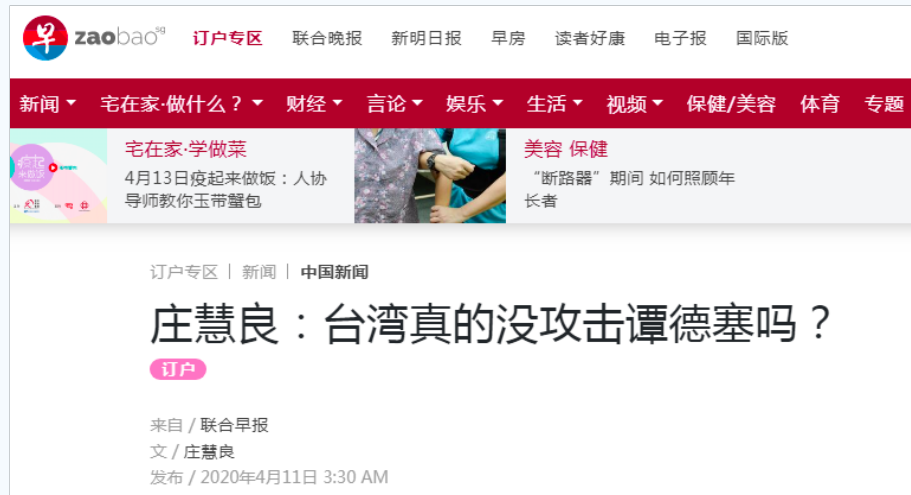 早 zaobao sg 订户专区 联合晚报 新明日报 早房 读者好康 电子报 国际版
新闻 宅在家·做什么？ 财经 言论 娱乐 生活 视频 保健/美容 体育 专题
宅在家·学做菜
4月13日疫起来做饭：人协
导师教你玉带蟹包
美容 保健
“断路器”期间 如何照顾年
长者
订户专区 | 新闻 | 中国新闻
庄慧良：台湾真的没攻击谭德塞吗？
订户
来自 / 联合早报
文 / 庄慧良
发布 / 2020年4月11日 3:30 AM